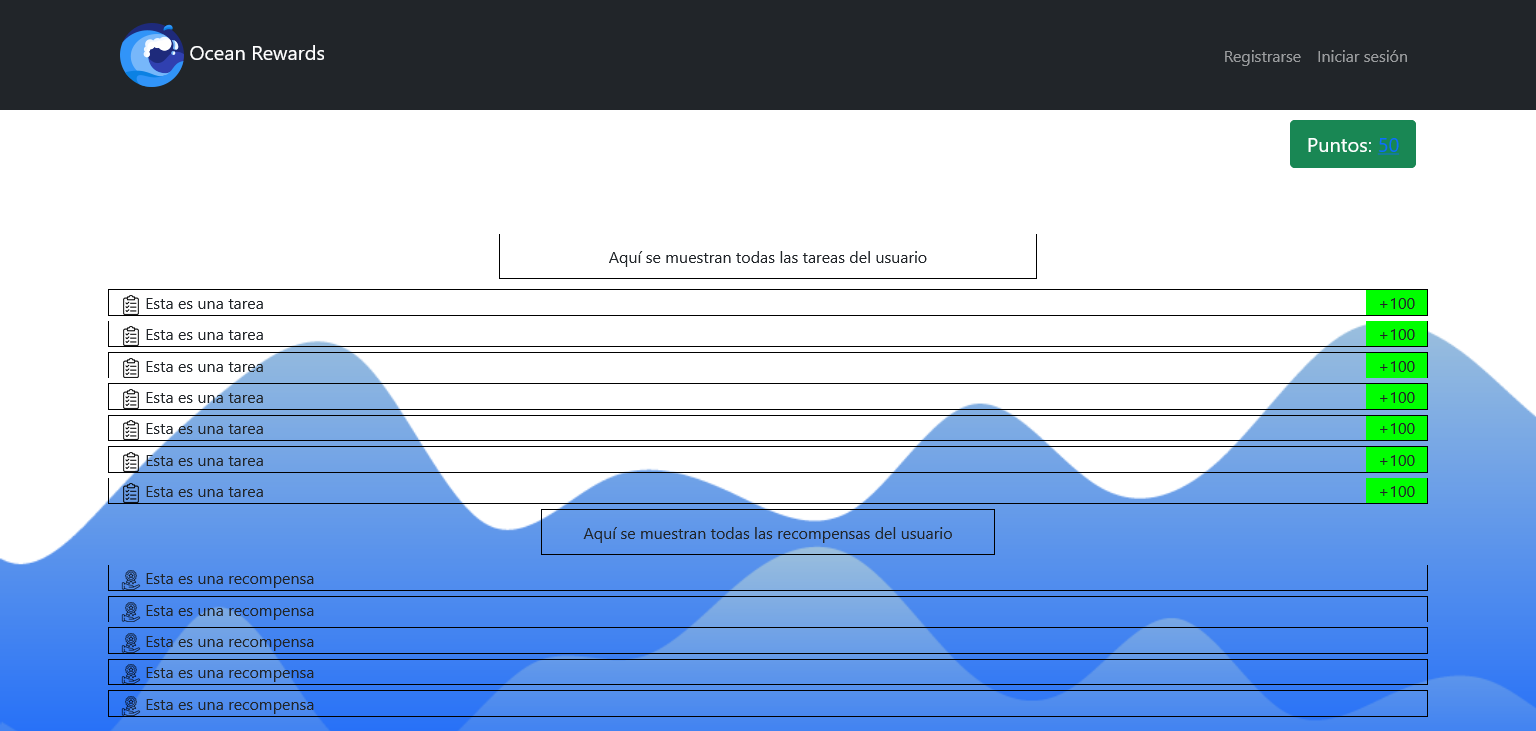 Ocean Rewards
Registrarse Iniciar sesión
Puntos: 50
Aquí se muestran todas las tareas del usuario
Esta es una tarea +100
Esta es una tarea +100
Esta es una tarea +100
Esta es una tarea +100
Esta es una tarea +100
Esta es una tarea +100
Esta es una tarea +100
Aquí se muestran todas las recompensas del usuario
Esta es una recompensa
Esta es una recompensa
Esta es una recompensa
Esta es una recompensa
Esta es una recompensa